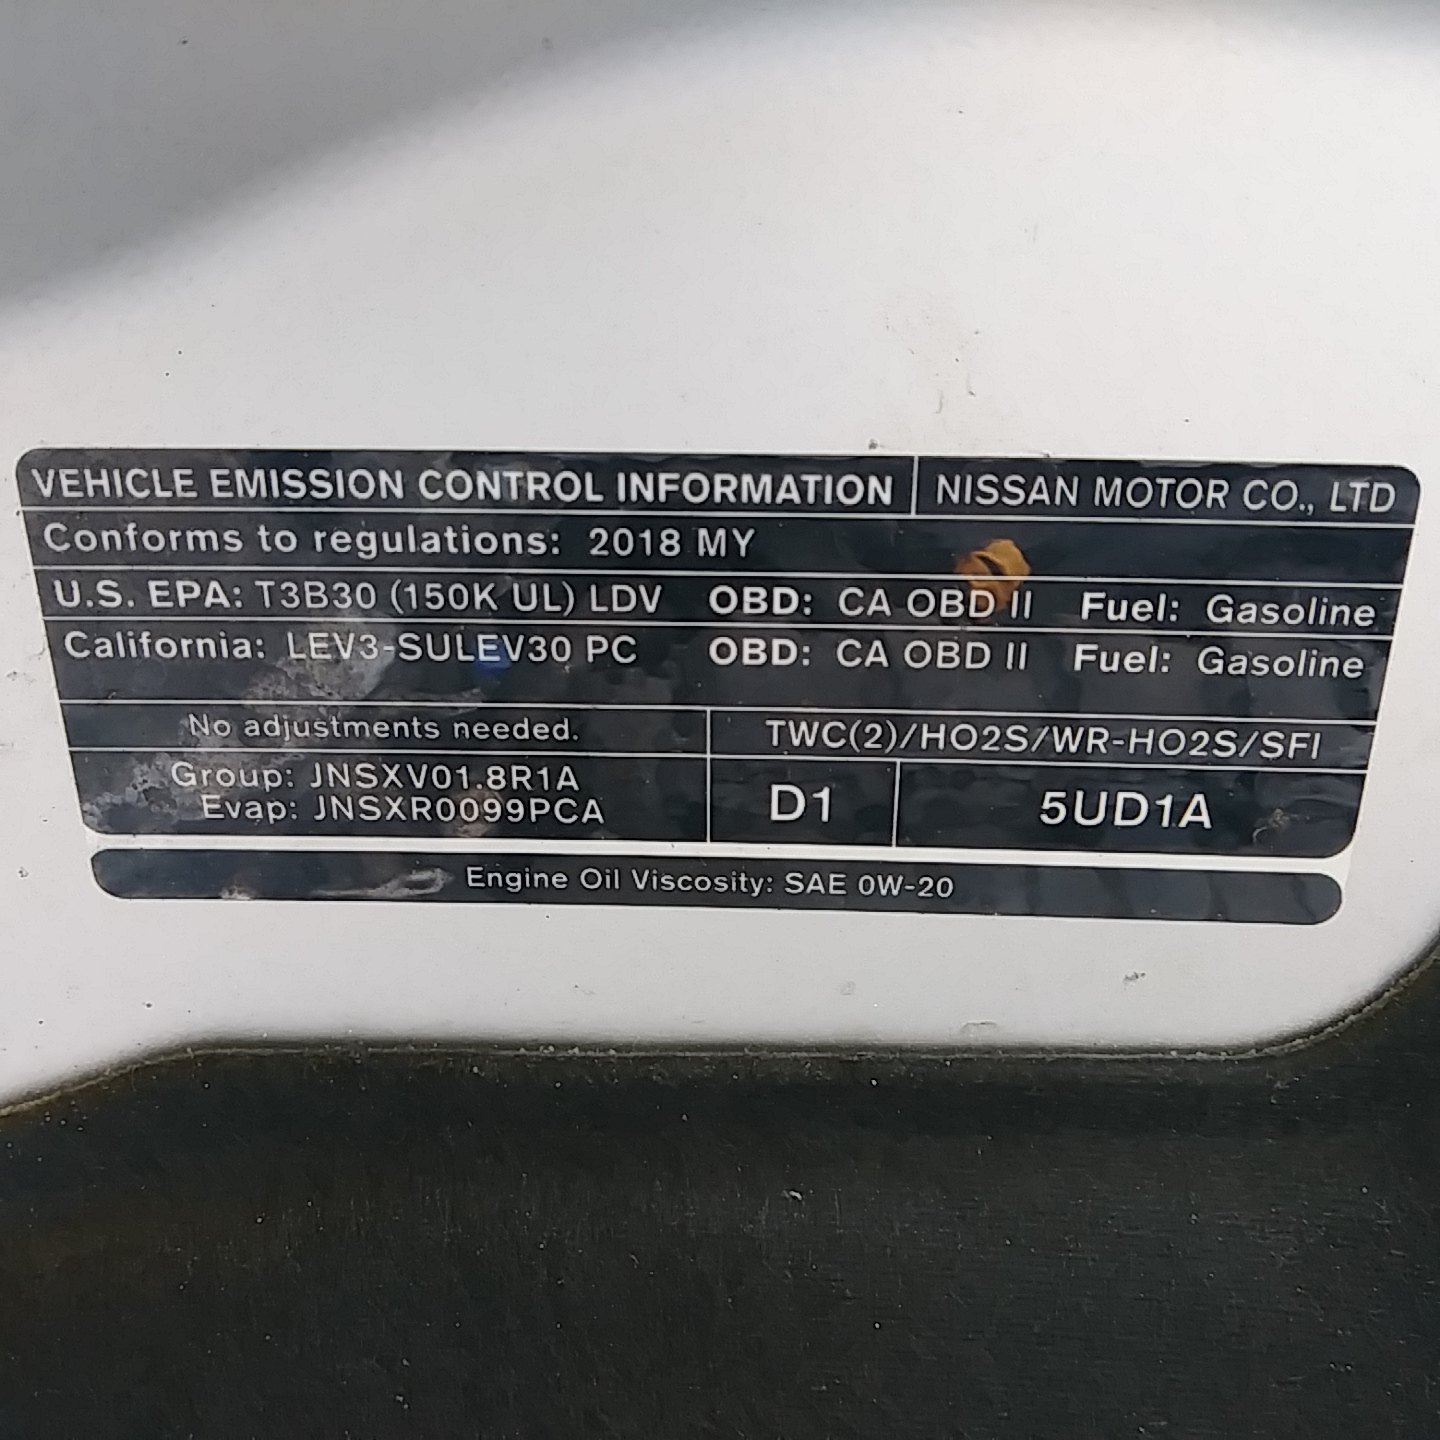 VEHICLE EMISSION CONTROL INFORMATION NISSAN MOTOR CO., LTD
Conforms to regulations: 2018 MY
U.S. EPA: T3B30 (150K UL) LDV OBD: CA OBD II Fuel: Gasoline
California: LEV3-SULEV30 PC OBD: CA OBD II Fuel: Gasoline
No adjustments needed. TWC(2)/HO2S/WR-HO2S/SFI
Group: JNSXV01.8R1A
Evap: JNSXR0099PCA
D1 5UD1A
Engine Oil Viscosity: SAE 0W-20